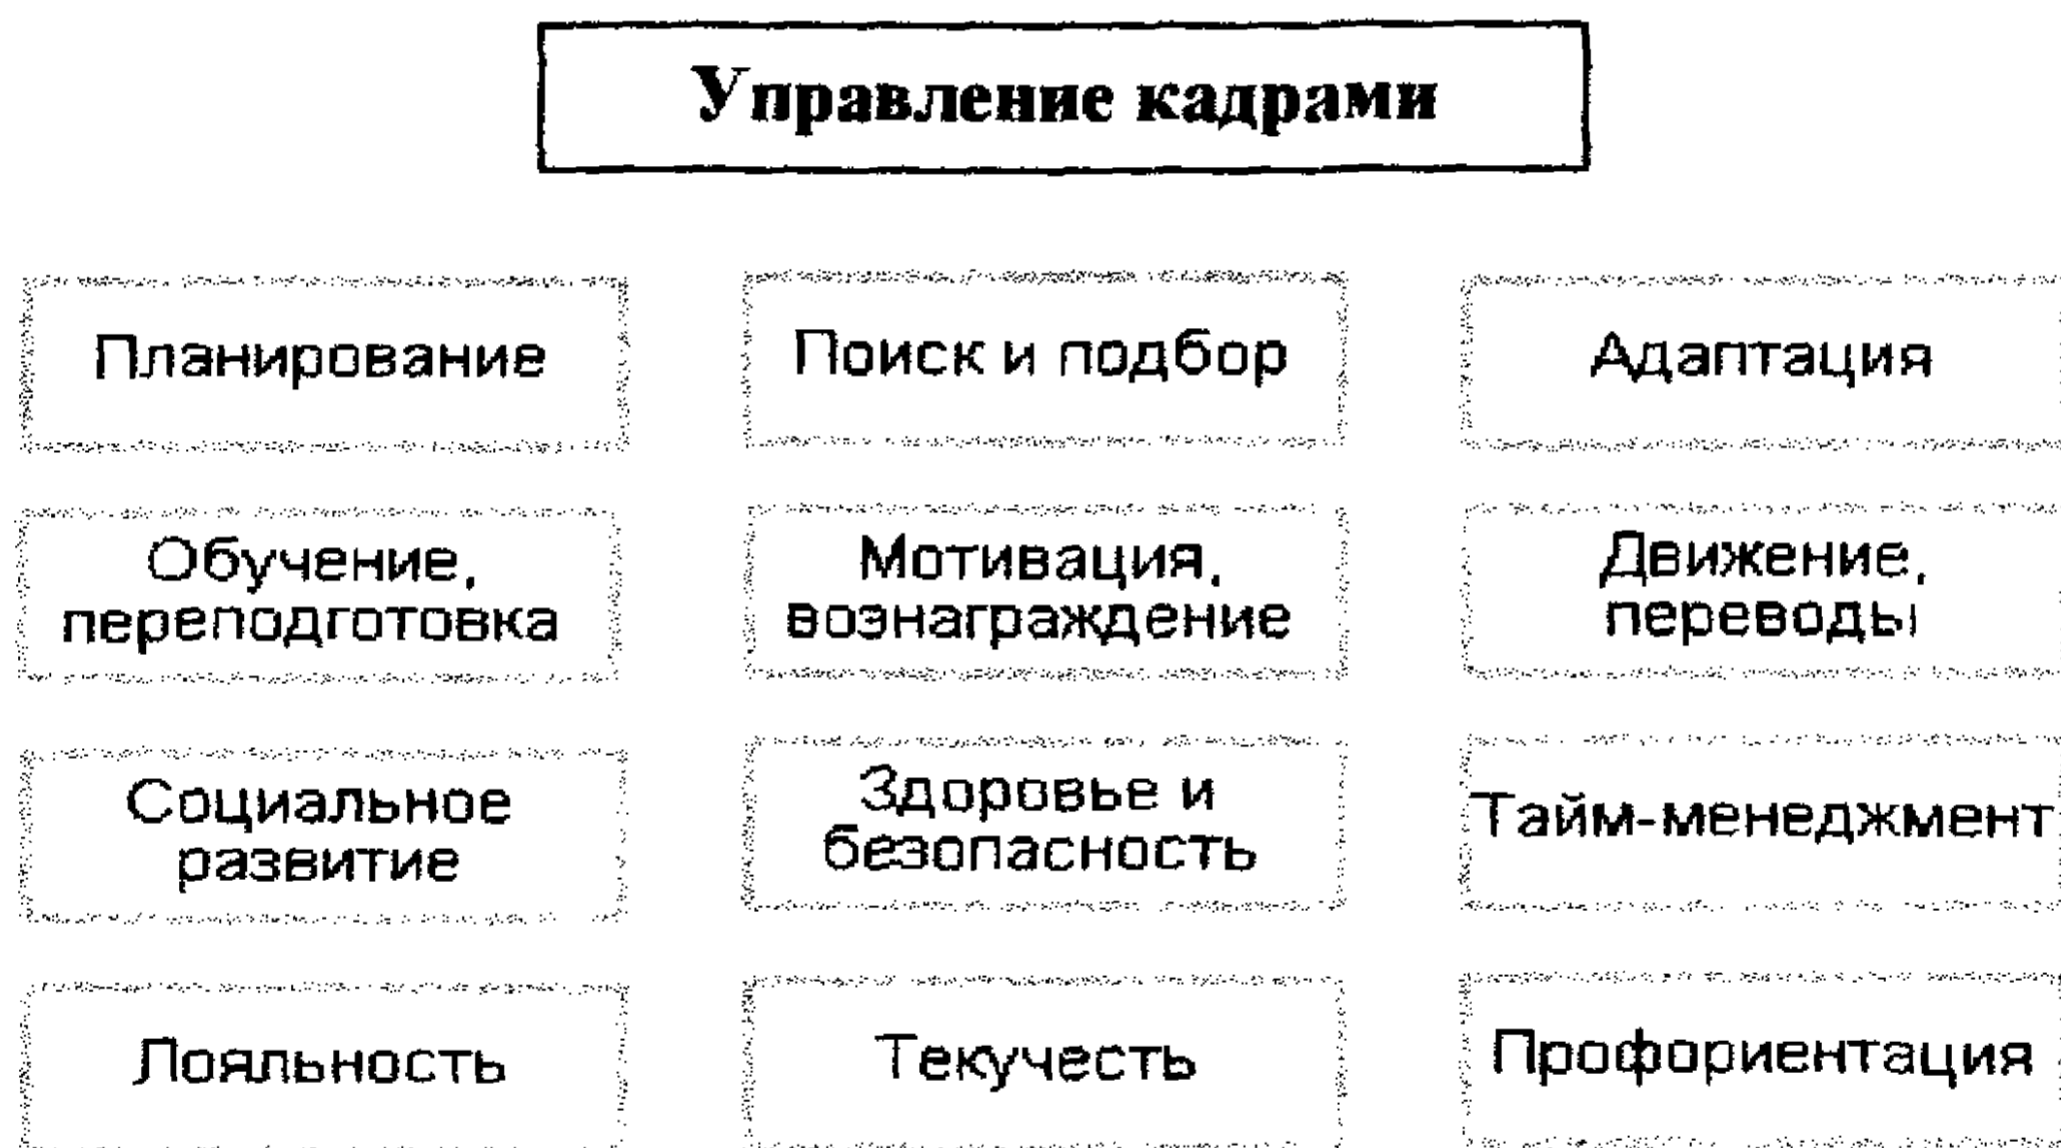 Управление кадрами
Планирование
Поиск и подбор
Адаптация
Обучение,
переподготовка
Мотивация,
вознаграждение
Движение,
переводы
Социальное
развитие
Здоровье и
безопасность
Тайм-менеджмент
Лояльность
Текучесть
Профориентация